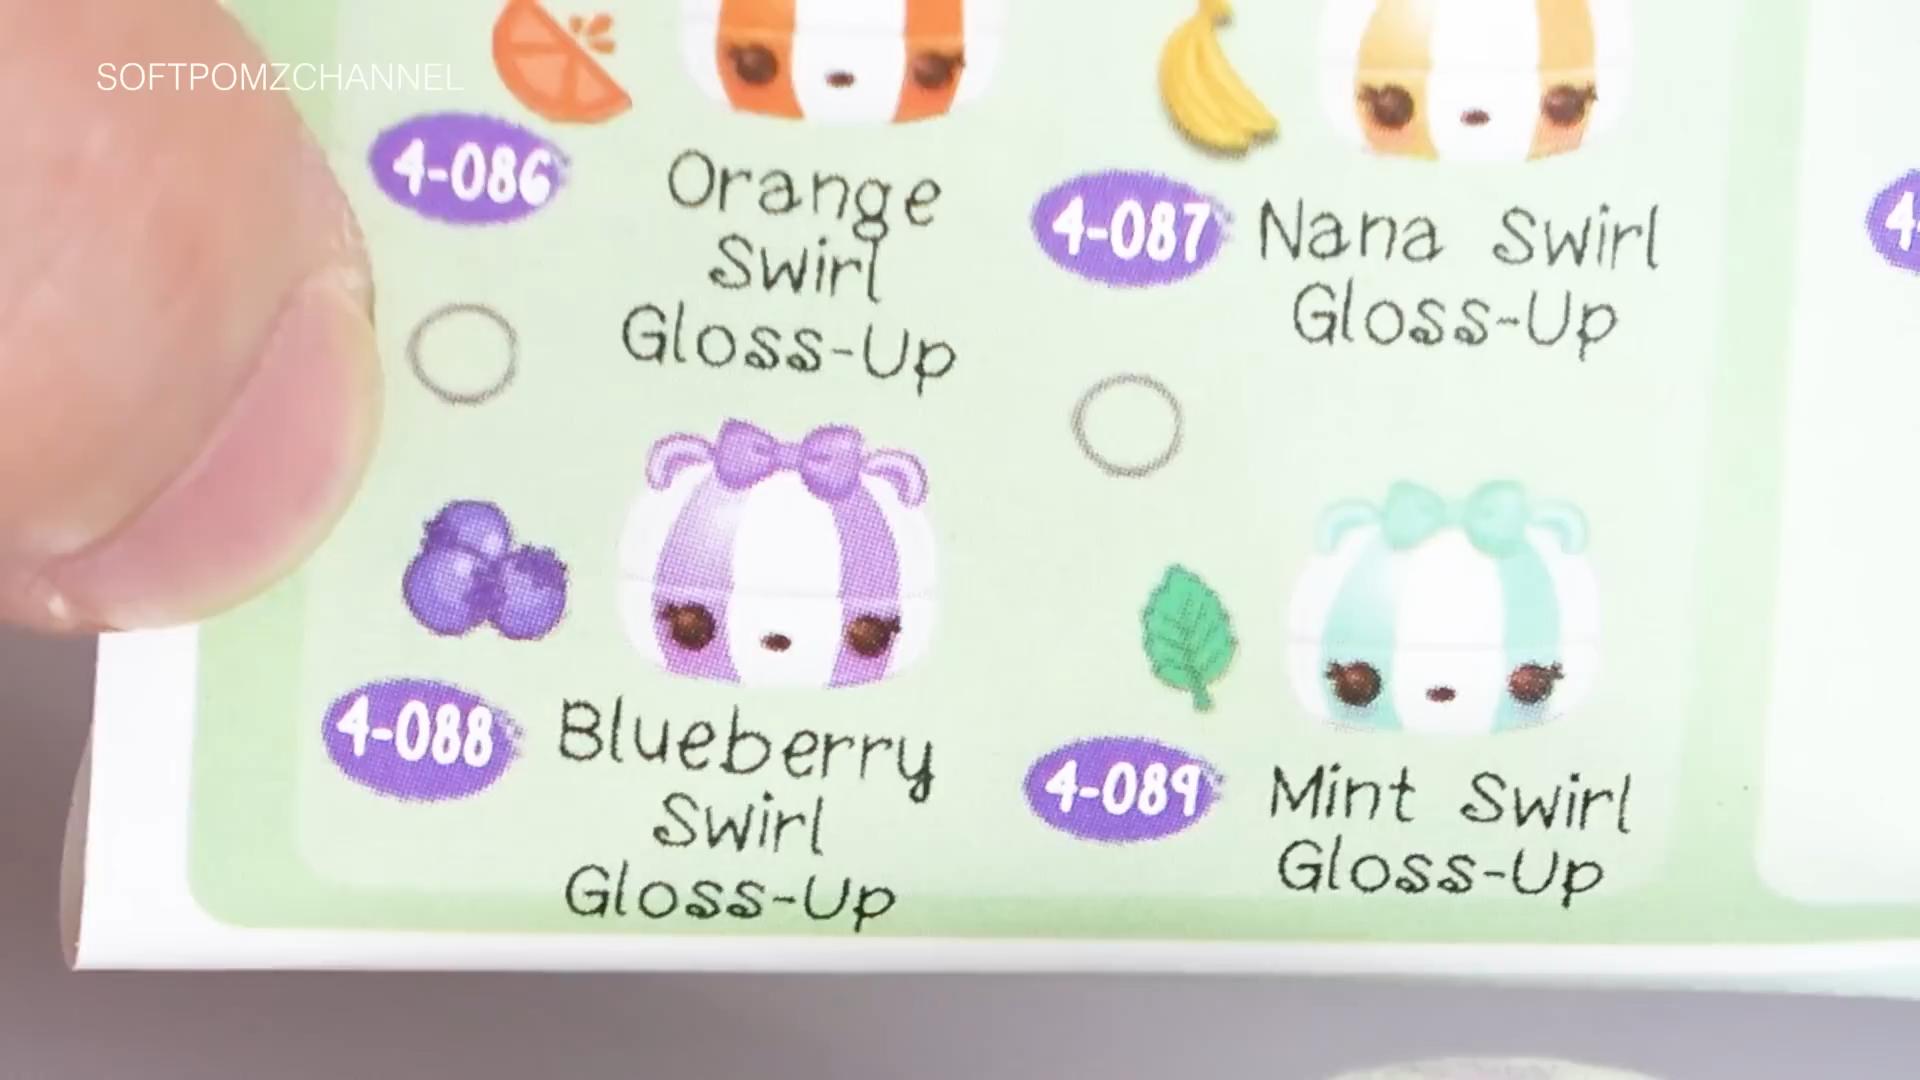 SOFTPOMZCHANNEL
4-086
Orange
Swirl
Gloss-Up
4-087
Nana Swirl
Gloss-Up
4-088
Blueberry
Swirl
Gloss-Up
4-089
Mint Swirl
Gloss-Up